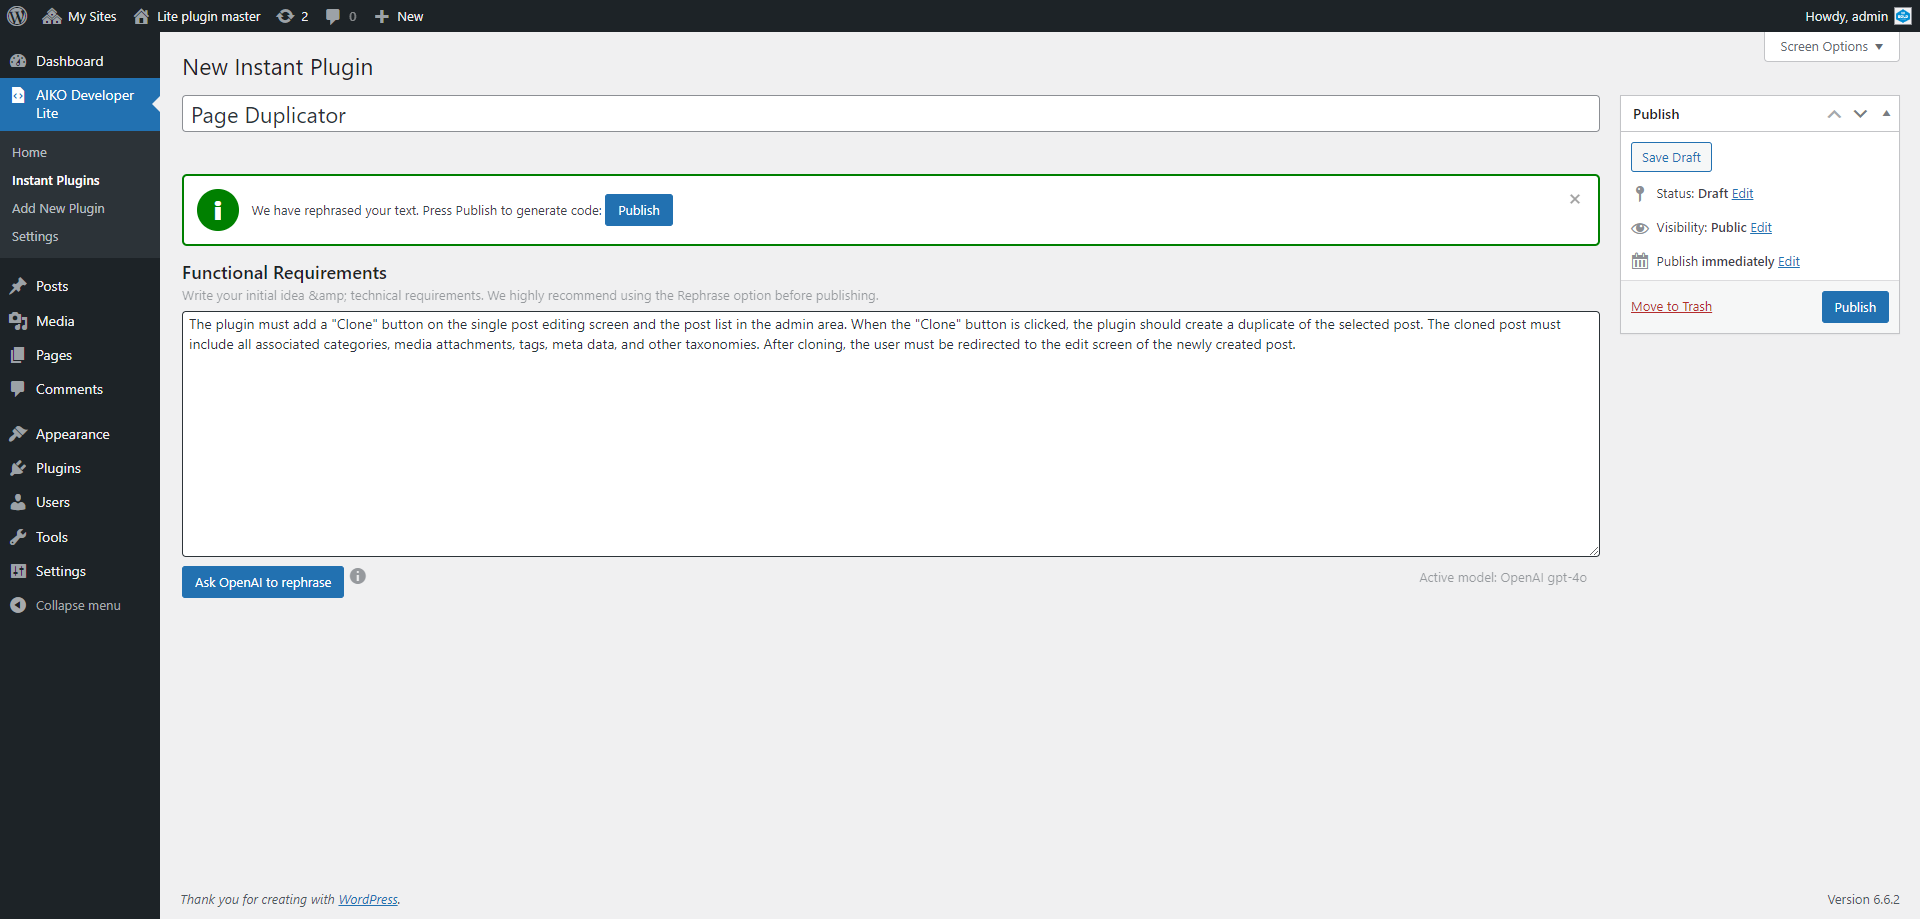 My Sites
Lite plugin master
2
0
New
Howdy, admin
Screen Options
Dashboard
AIKO Developer
Lite
Home
Instant Plugins
Add New Plugin
Settings
Posts
Media
Pages
Comments
Appearance
Plugins
Users
Tools
Settings
Collapse menu
New Instant Plugin
Page Duplicator
We have rephrased your text. Press Publish to generate code: Publish
Functional Requirements
Write your initial idea &amp; technical requirements. We highly recommend using the Rephrase option before publishing.
The plugin must add a "Clone" button on the single post editing screen and the post list in the admin area. When the "Clone" button is clicked, the plugin should create a duplicate of the selected post. The cloned post must
include all associated categories, media attachments, tags, meta data, and other taxonomies. After cloning, the user must be redirected to the edit screen of the newly created post.
Ask OpenAI to rephrase
Active model: OpenAI gpt-4o
Publish
Save Draft
Status: Draft Edit
Visibility: Public Edit
Publish immediately Edit
Move to Trash
Publish
Thank you for creating with WordPress.
Version 6.6.2